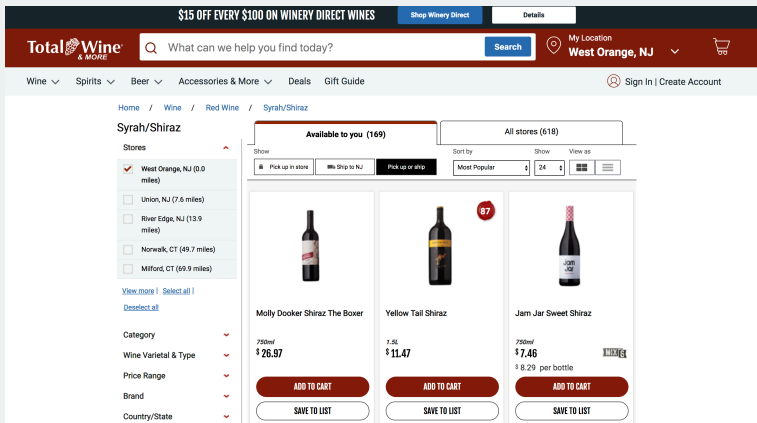 $15 OFF EVERY $100 ON WINERY DIRECT WINES Shop Winery Direct Details
Total Wine & MORE
What can we help you find today? Search
My Location
West Orange, NJ
Wine Spirits Beer Accessories & More Deals Gift Guide Sign In | Create Account
Home / Wine / Red Wine / Syrah/Shiraz
Syrah/Shiraz
Stores
West Orange, NJ (0.0 miles)
Union, NJ (7.6 miles)
River Edge, NJ (13.9 miles)
Norwalk, CT (49.7 miles)
Milford, CT (69.9 miles)
View more | Select all |
Deselect all
Category
Wine Varietal & Type
Price Range
Brand
Country/State
Available to you (169) All stores (618)
Show Sort by Show View as
Pick up in store Ship to NJ Pick up or ship Most Popular 24
87
Jam Jar
Molly Dooker Shiraz The Boxer
750ml
$ 26.97
ADD TO CART
SAVE TO LIST
Yellow Tail Shiraz
1.5L
$ 11.47
ADD TO CART
SAVE TO LIST
Jam Jar Sweet Shiraz
750ml
$ 7.46 MIX 6
$ 8.29 per bottle
ADD TO CART
SAVE TO LIST